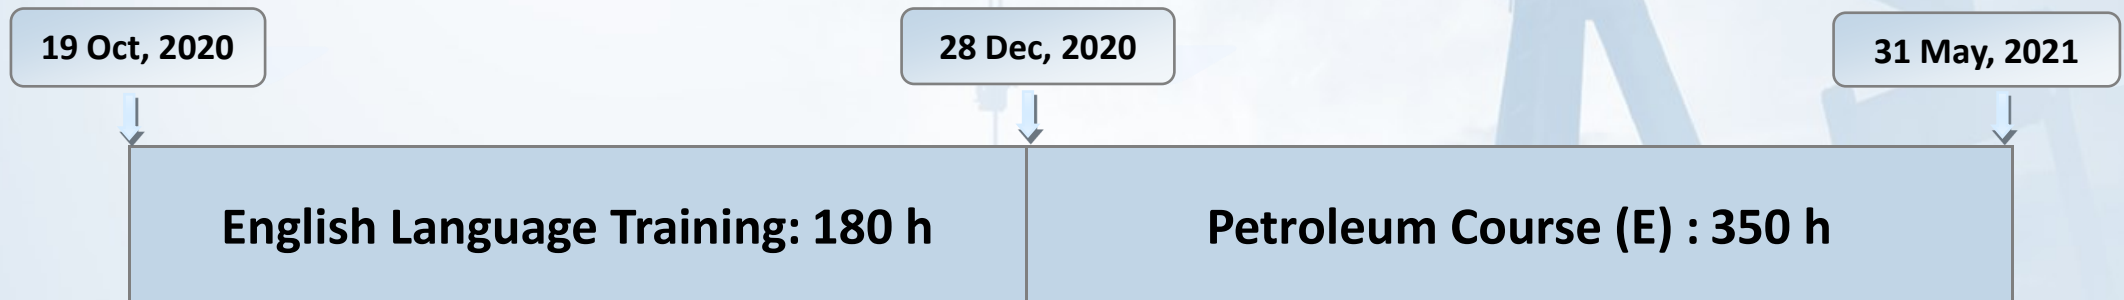 19 Oct, 2020
28 Dec, 2020
31 May, 2021
English Language Training: 180 h
Petroleum Course (E) : 350 h